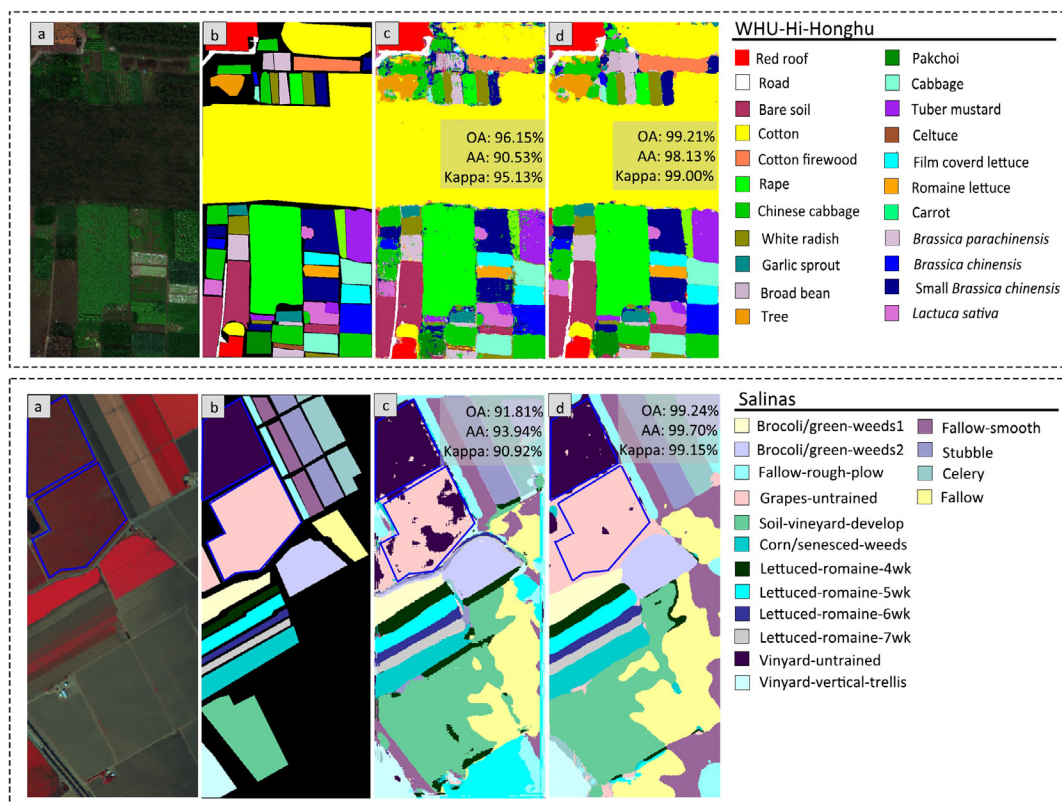 WHU-Hi-Honghu
a
b
c
d
OA: 96.15%
AA: 90.53%
Kappa: 95.13%
OA: 99.21%
AA: 98.13%
Kappa: 99.00%
Red roof
Road
Bare soil
Cotton
Cotton firewood
Rape
Chinese cabbage
White radish
Garlic sprout
Broad bean
Tree
Pakchoi
Cabbage
Tuber mustard
Celtuce
Film coverd lettuce
Romaine lettuce
Carrot
Brassica parachinensis
Brassica chinensis
Small Brassica chinensis
Lactuca sativa
Salinas
a
b
c
d
OA: 91.81%
AA: 93.94%
Kappa: 90.92%
OA: 99.24%
AA: 99.70%
Kappa: 99.15%
Brocoli/green-weeds1
Brocoli/green-weeds2
Fallow-rough-plow
Grapes-untrained
Soil-vineyard-develop
Corn/senesced-weeds
Lettuced-romaine-4wk
Lettuced-romaine-5wk
Lettuced-romaine-6wk
Lettuced-romaine-7wk
Vinyard-untrained
Vinyard-vertical-trellis
Fallow-smooth
Stubble
Celery
Fallow